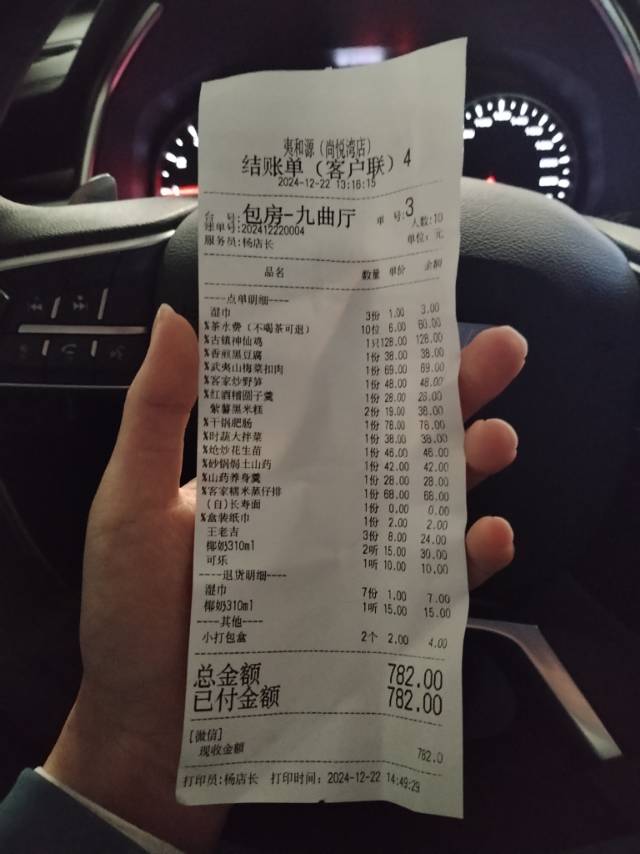 夷和源（尚悦湾店）
结账单（客户联）4
2024-12-22 13:16:15
台 号:包房-九曲厅 单 号:3
账单号:202412220004 人数:10
服务员:杨店长 单位: 元
品名 数量 单价 金额
----点单明细----
湿巾 3份 1.00 3.00
%茶水费（不喝茶可退） 10位 6.00 60.00
%古镇神仙鸡 1只128.00 128.00
%香煎黑豆腐 1份 38.00 38.00
%武夷山梅菜扣肉 1份 69.00 69.00
%客家炒野笋 1份 48.00 48.00
%红酒糟圆子羹 1份 28.00 28.00
紫薯黑米糕 2份 19.00 38.00
%干锅肥肠 1份 78.00 78.00
%时蔬大拌菜 1份 38.00 38.00
%炝炒花生苗 1份 46.00 46.00
%砂锅焗土山药 1份 42.00 42.00
%山药养身羹 1份 28.00 28.00
%客家糯米蒸仔排 1份 68.00 68.00
(自)长寿面 1份 0.00 0.00
%盒装纸巾 1份 2.00 2.00
王老吉 3份 8.00 24.00
椰奶310ml 2听 15.00 30.00
可乐 1听 10.00 10.00
----退货明细----
湿巾 7份 1.00 7.00
椰奶310ml 1听 15.00 15.00
----其他----
小打包盒 2个 2.00 4.00
总金额 782.00
已付金额 782.00
[微信]
现收金额 782.0
打印员:杨店长 打印时间: 2024-12-22 14:49:29